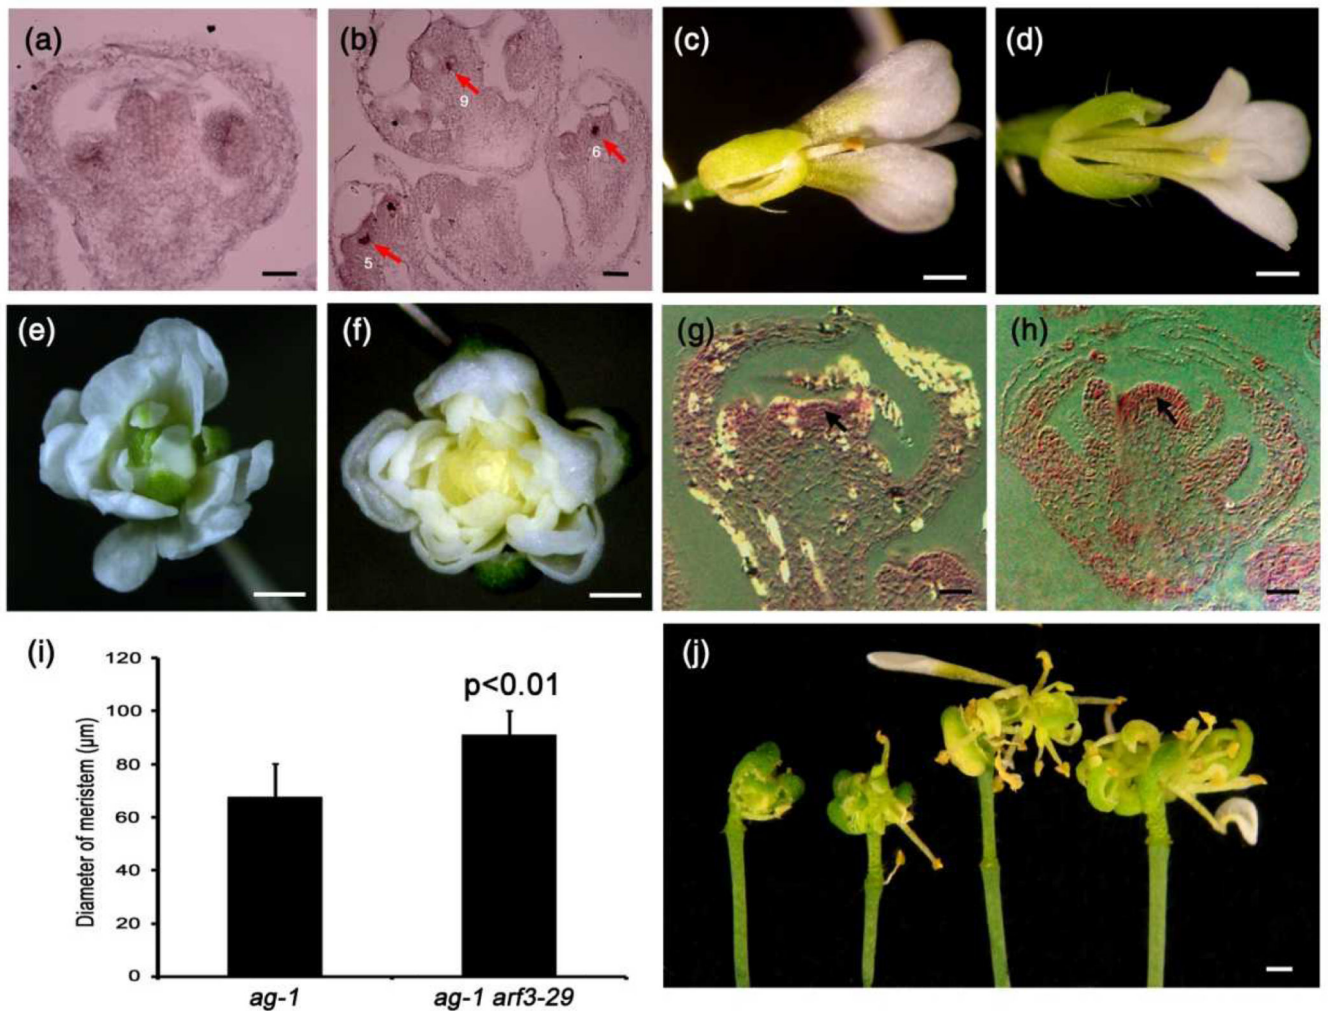 (a)
(b)
9
6
5
(c)
(d)
(e)
(f)
(g)
(h)
(i)
120
100
80
60
40
20
0
Diameter of meristem (µm)
p<0.01
ag-1
ag-1 arf3-29
(j)